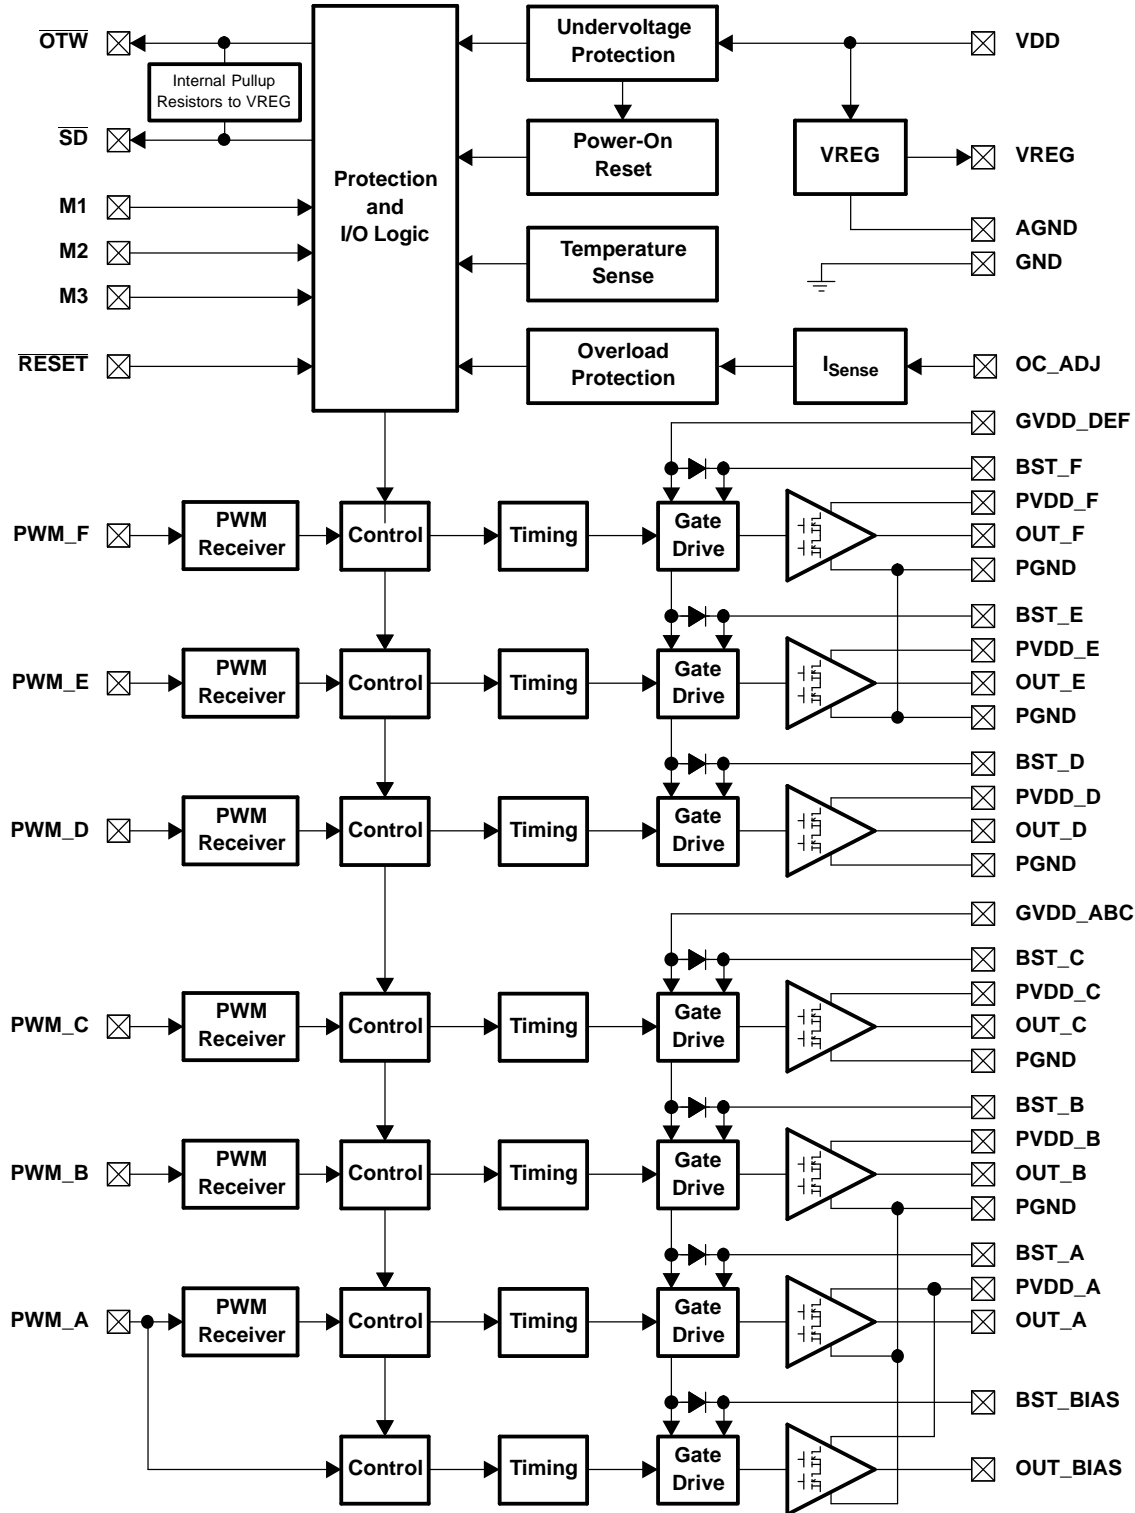 OTW
Internal Pullup
Resistors to VREG
SD
M1
M2
M3
RESET
Protection
and
I/O Logic
Undervoltage
Protection
Power-On
Reset
Temperature
Sense
Overload
Protection
VREG
I Sense
VDD
VREG
AGND
GND
OC_ADJ
GVDD_DEF
BST_F
PWM_F
PWM
Receiver
Control
Timing
Gate
Drive
PVDD_F
OUT_F
PGND
BST_E
PWM_E
PWM
Receiver
Control
Timing
Gate
Drive
PVDD_E
OUT_E
PGND
BST_D
PWM_D
PWM
Receiver
Control
Timing
Gate
Drive
PVDD_D
OUT_D
PGND
GVDD_ABC
BST_C
PWM_C
PWM
Receiver
Control
Timing
Gate
Drive
PVDD_C
OUT_C
PGND
BST_B
PWM_B
PWM
Receiver
Control
Timing
Gate
Drive
PVDD_B
OUT_B
PGND
BST_A
PWM_A
PWM
Receiver
Control
Timing
Gate
Drive
PVDD_A
OUT_A
BST_BIAS
Control
Timing
Gate
Drive
OUT_BIAS